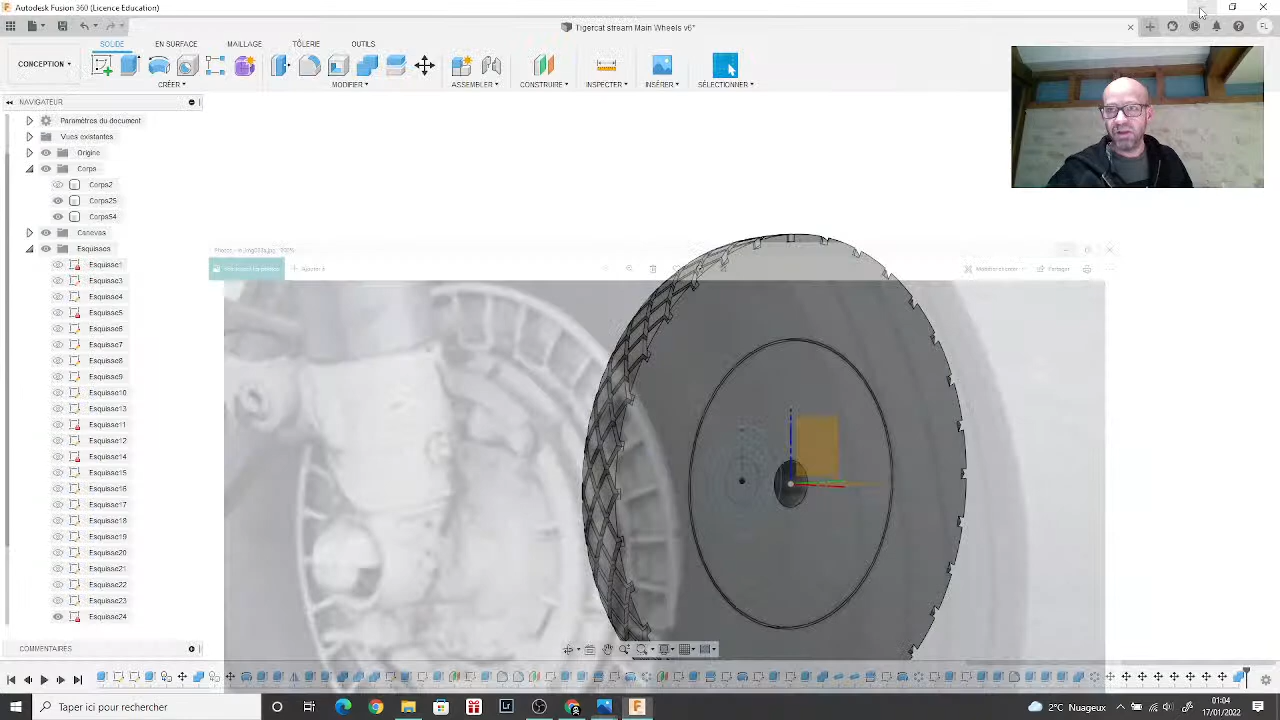 Autodesk Fusion 360 (Licence Education)
Tigercat stream Main Wheels v6*
FL
SOLIDE
EN SURFACE
MAILLAGE
TÔLERIE
OUTILS
CONCEPTION
CRÉER
MODIFIER
ASSEMBLER
CONSTRUIRE
INSPECTER
INSÉRER
SÉLECTIONNER
NAVIGATEUR
Paramètres du document
Vues existantes
Origine
Corps
Corps2
Corps25
Corps54
Canevas
Esquisses
Esquisse1
Esquisse3
Esquisse4
Esquisse5
Esquisse6
Esquisse7
Esquisse8
Esquisse9
Esquisse10
Esquisse13
Esquisse11
Esquisse12
Esquisse14
Esquisse15
Esquisse16
Esquisse17
Esquisse18
Esquisse19
Esquisse20
Esquisse21
Esquisse22
Esquisse23
Esquisse24
Partager
COMMENTAIRES
Taper ici pour rechercher
2°C Nuageux
01:04
17/01/2022